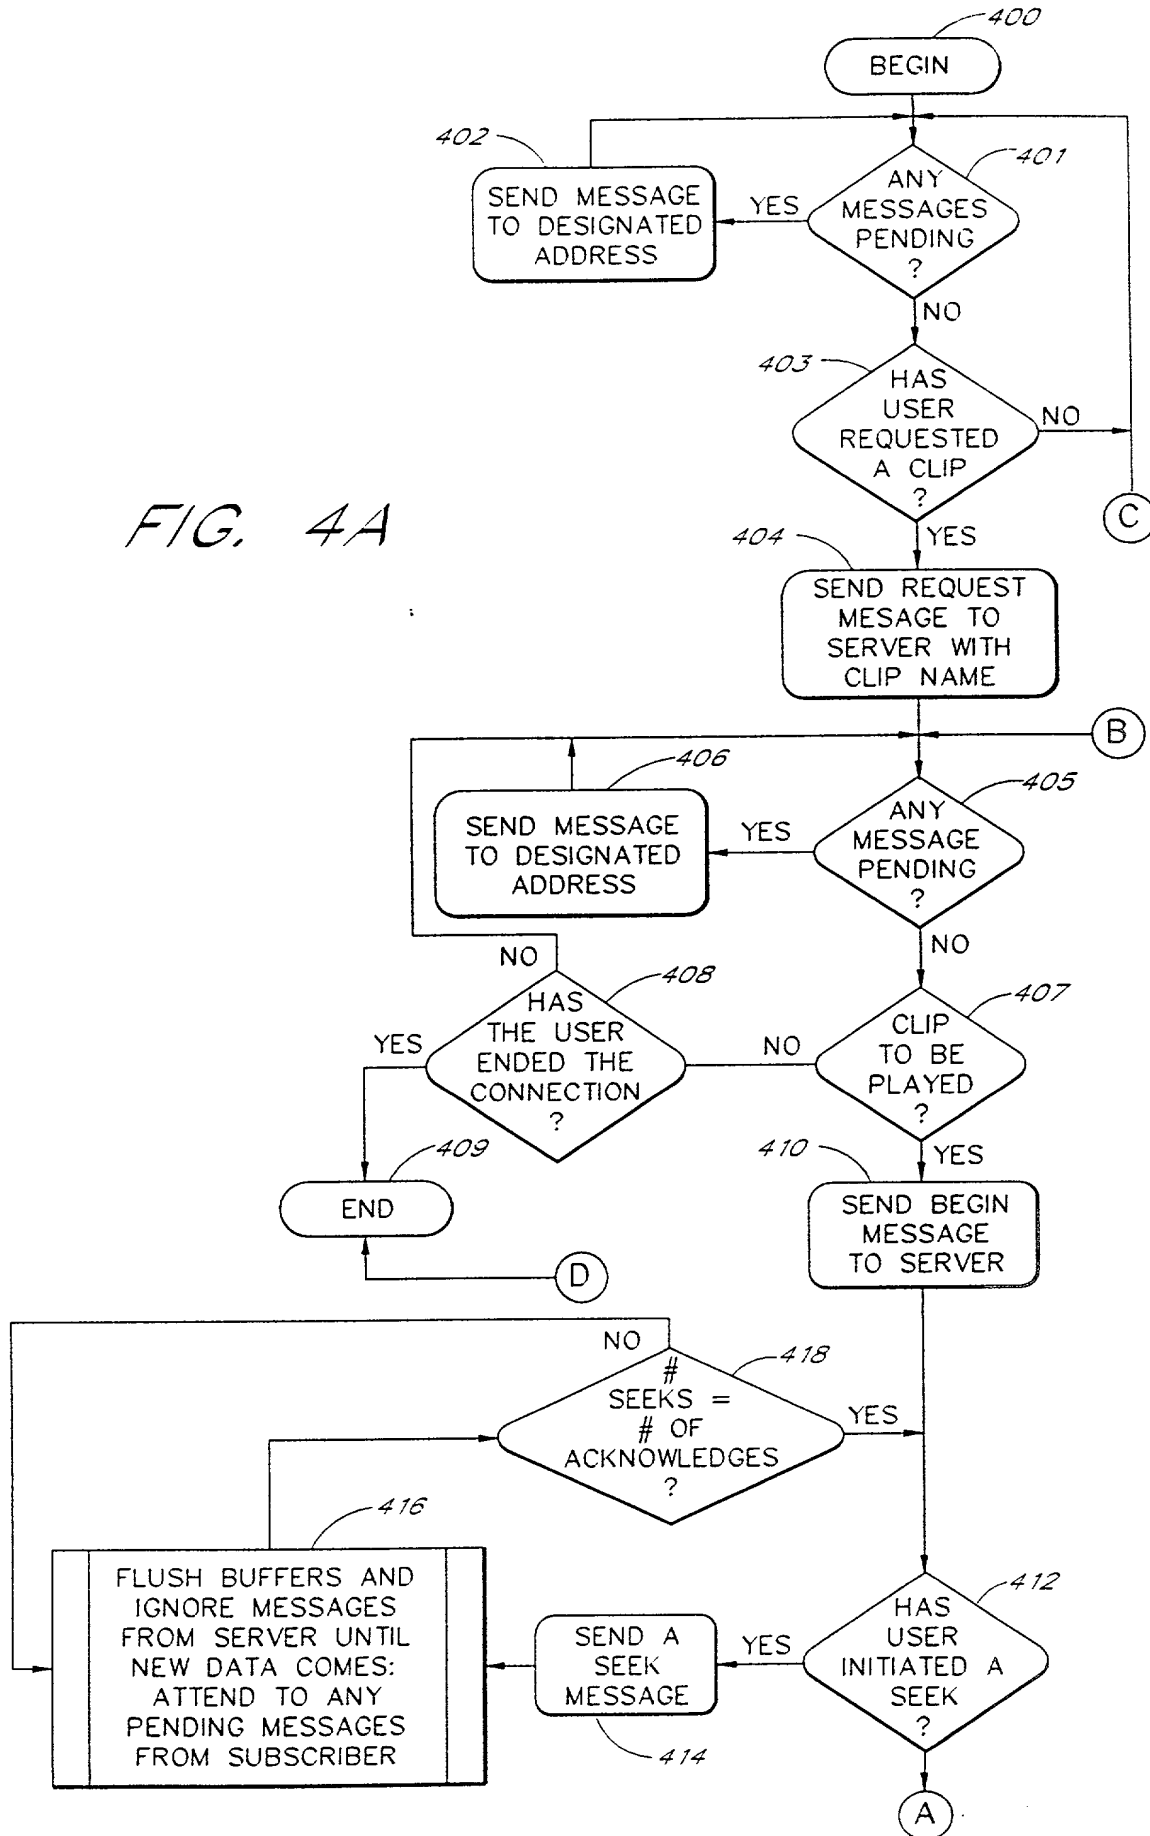 400
BEGIN
402
401
SEND MESSAGE
TO DESIGNATED
ADDRESS
YES
ANY
MESSAGES
PENDING
?
NO
403
HAS
USER
REQUESTED
A CLIP
?
NO
FIG. 4A
C
YES
404
SEND REQUEST
MESAGE TO
SERVER WITH
CLIP NAME
B
406
405
SEND MESSAGE
TO DESIGNATED
ADDRESS
YES
ANY
MESSAGE
PENDING
?
NO
NO
408
407
HAS
THE USER
ENDED THE
CONNECTION
?
YES
NO
CLIP
TO BE
PLAYED
?
YES
409
410
END
SEND BEGIN
MESSAGE
TO SERVER
D
NO
418
#
SEEKS =
# OF
ACKNOWLEDGES
?
YES
416
FLUSH BUFFERS AND
IGNORE MESSAGES
FROM SERVER UNTIL
NEW DATA COMES:
ATTEND TO ANY
PENDING MESSAGES
FROM SUBSCRIBER
412
SEND A
SEEK
MESSAGE
YES
HAS
USER
INITIATED A
SEEK
?
414
A